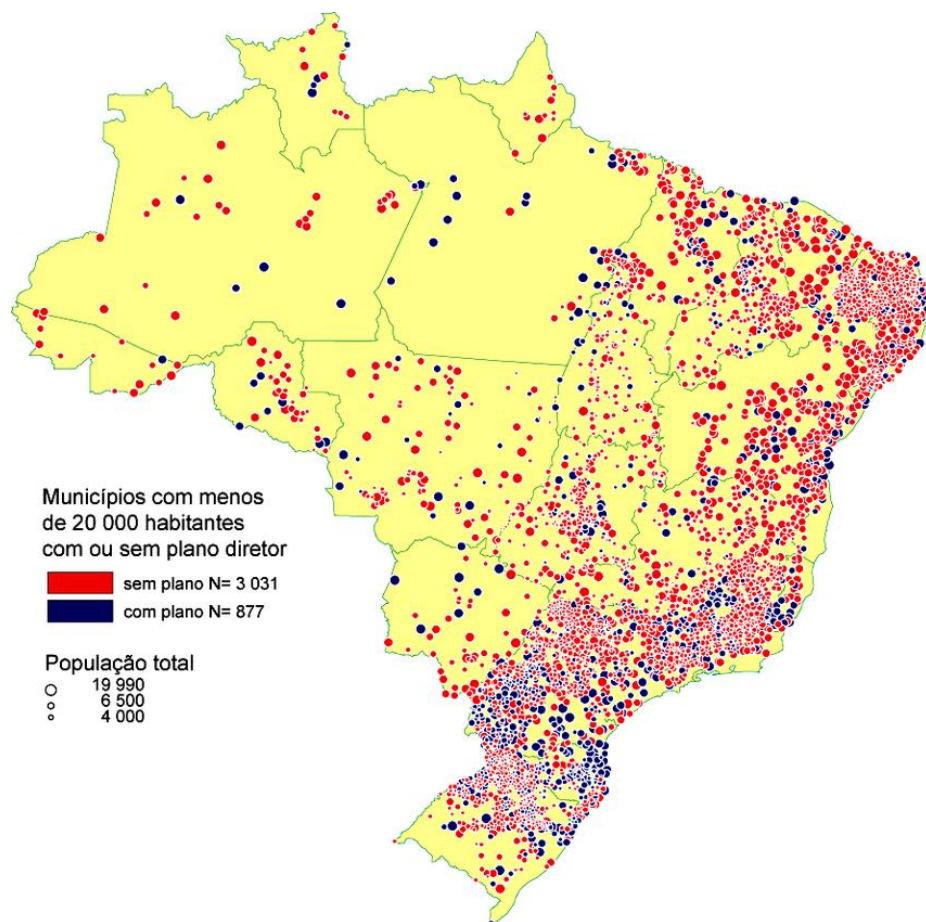 Municípios com menos
de 20 000 habitantes
com ou sem plano diretor
sem plano N= 3 031
com plano N= 877
População total
19 990
6 500
4 000